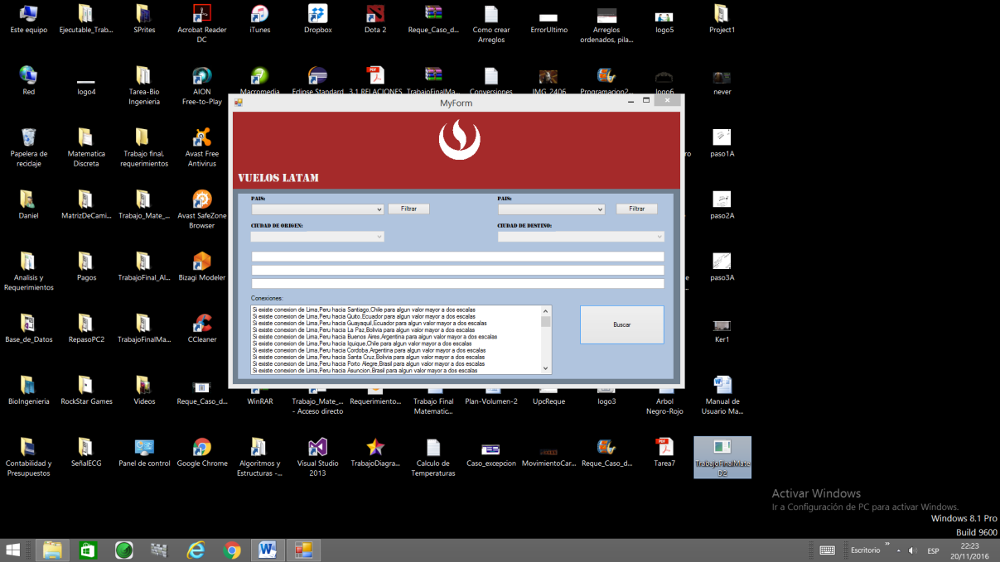 Este equipo
Ejecutable_Trab...
SPrites
Acrobat Reader
DC
iTunes
Dropbox
Dota 2
Reque_Caso_d...
Como crear
Arreglos
ErrorUltimo
Arreglos
ordenados, pila...
logo5
Project1
Red
logo4
Tarea-Bio
Ingenieria
AION
Free-to-Play
Macromedia
Eclipse Standard
3.1 RELACIONES
TrabajoFinalMa...
Conversiones
IMG_2406
Programacion2...
logo6
never
MyForm
VUELOS LATAM
PAIS:
Filtrar
PAIS:
Filtrar
CIUDAD DE ORIGEN:
CIUDAD DE DESTINO:
Conexiones:
Si existe conexion de Lima,Peru hacia Santiago,Chile para algun valor mayor a dos escalas
Si existe conexion de Lima,Peru hacia Quito,Ecuador para algun valor mayor a dos escalas
Si existe conexion de Lima,Peru hacia Guayaquil,Ecuador para algun valor mayor a dos escalas
Si existe conexion de Lima,Peru hacia La Paz,Bolivia para algun valor mayor a dos escalas
Si existe conexion de Lima,Peru hacia Buenos Aires,Argentina para algun valor mayor a dos escalas
Si existe conexion de Lima,Peru hacia Iquique,Chile para algun valor mayor a dos escalas
Si existe conexion de Lima,Peru hacia Cordoba,Argentina para algun valor mayor a dos escalas
Si existe conexion de Lima,Peru hacia Santa Cruz,Bolivia para algun valor mayor a dos escalas
Si existe conexion de Lima,Peru hacia Porto Alegre,Brasil para algun valor mayor a dos escalas
Si existe conexion de Lima,Peru hacia Asuncion,Brasil para algun valor mayor a dos escalas
Buscar
Papelera de
reciclaje
Matematica
Discreta
Trabajo final,
requerimientos
Avast Free
Antivirus
ro
paso1A
Daniel
MatrizDeCami...
Trabajo_Mate_...
Avast SafeZone
Browser
paso2A
Analisis y
Requerimientos
Pagos
TrabajoFinal_Al...
Bizagi Modeler
e
...
paso3A
Base_de_Datos
RepasoPC2
TrabajoFinalMa...
CCleaner
Ker1
BioIngenieria
RockStar Games
Videos
Reque_Caso_d...
WinRAR
Trabajo_Mate_...
- Acceso directo
Requerimiento...
Trabajo Final
Matematic...
Plan-Volumen-2
UpcReque
logo3
Arbol
Negro-Rojo
Manual de
Usuario Ma...
Contabilidad y
Presupuestos
SeñalECG
Panel de control
Google Chrome
Algoritmos y
Estructuras -...
Visual Studio
2013
TrabajoDiagra...
Calculo de
Temperaturas
Caso_excepcion
MovimientoCar...
Reque_Caso_d...
Tarea7
TrabajoFinalMate
D2
Activar Windows
Ir a Configuración de PC para activar Windows.
Windows 8.1 Pro
Build 9600
Escritorio
ESP
22:23
20/11/2016